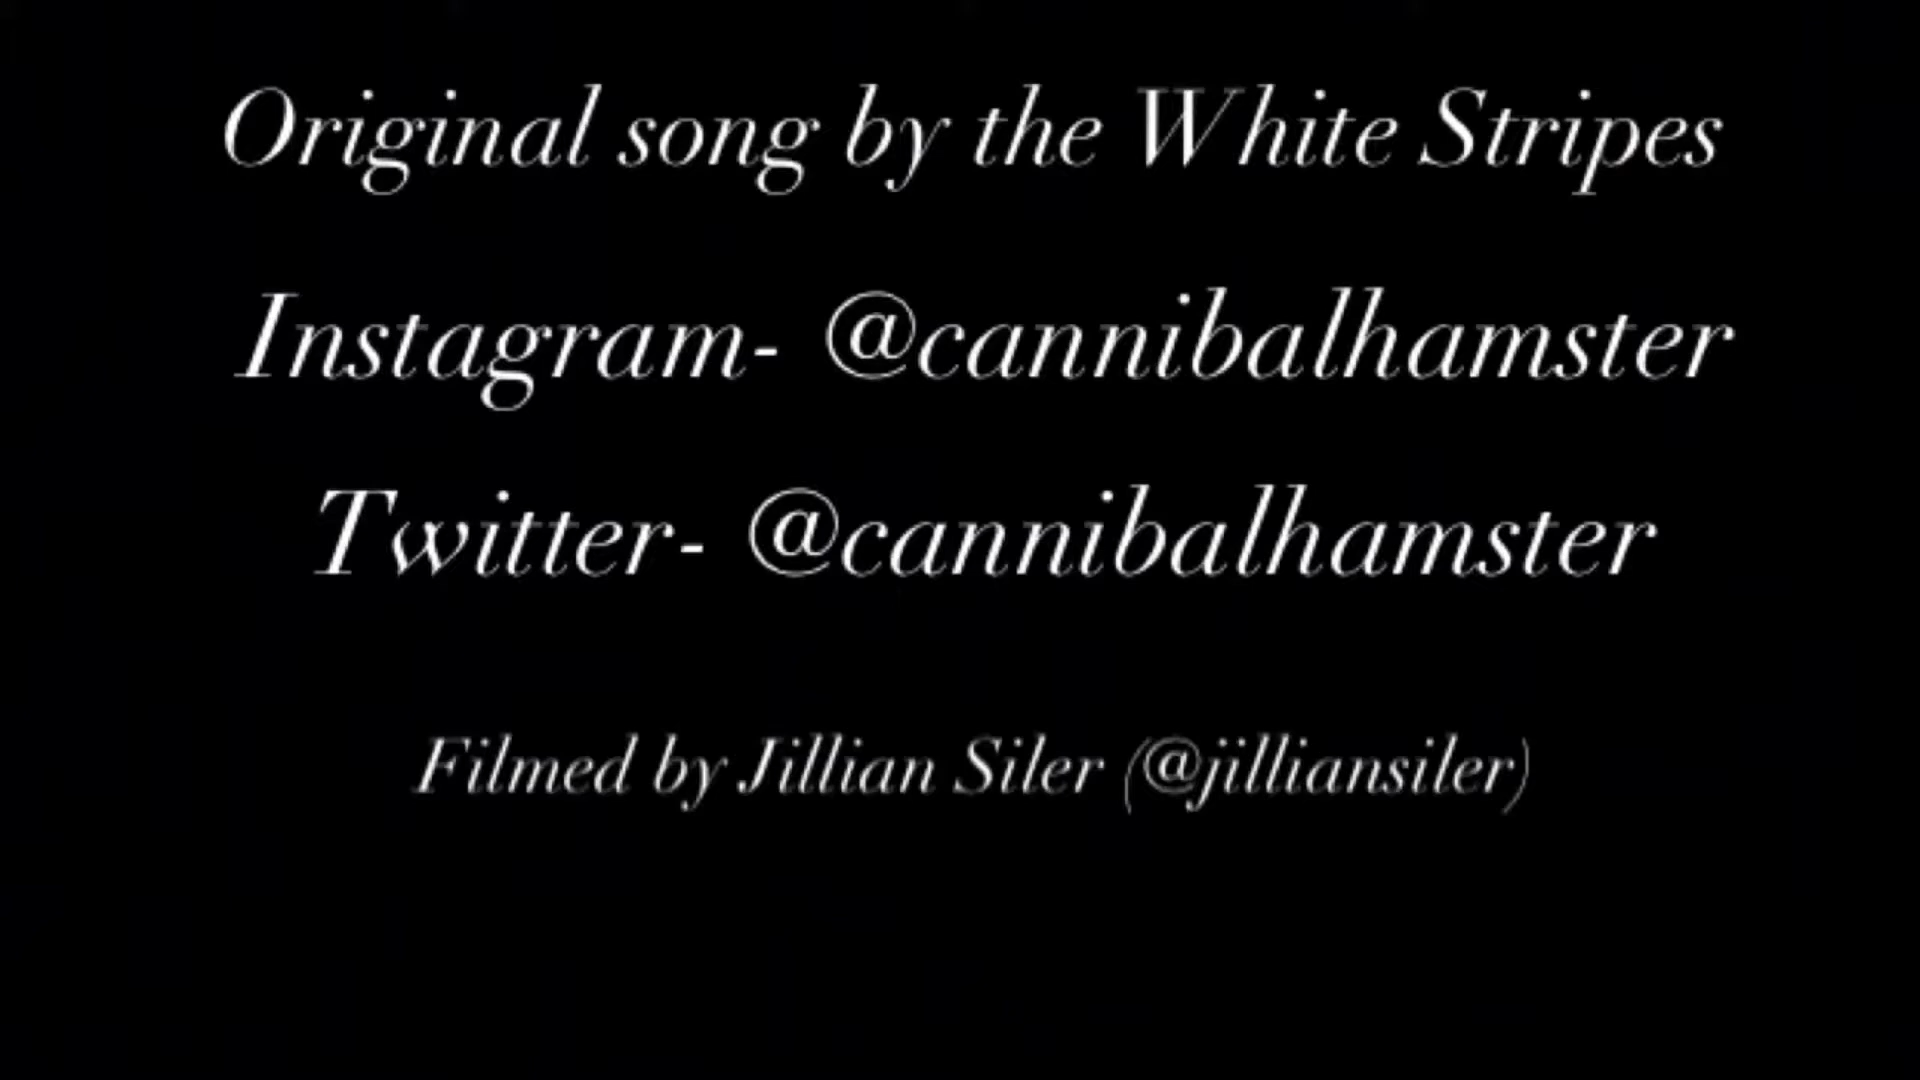 Original song by the White Stripes
Instagram- @cannibalhamster
Twitter- @cannibalhamster
Filmed by Jillian Siler (@jilliansiler)